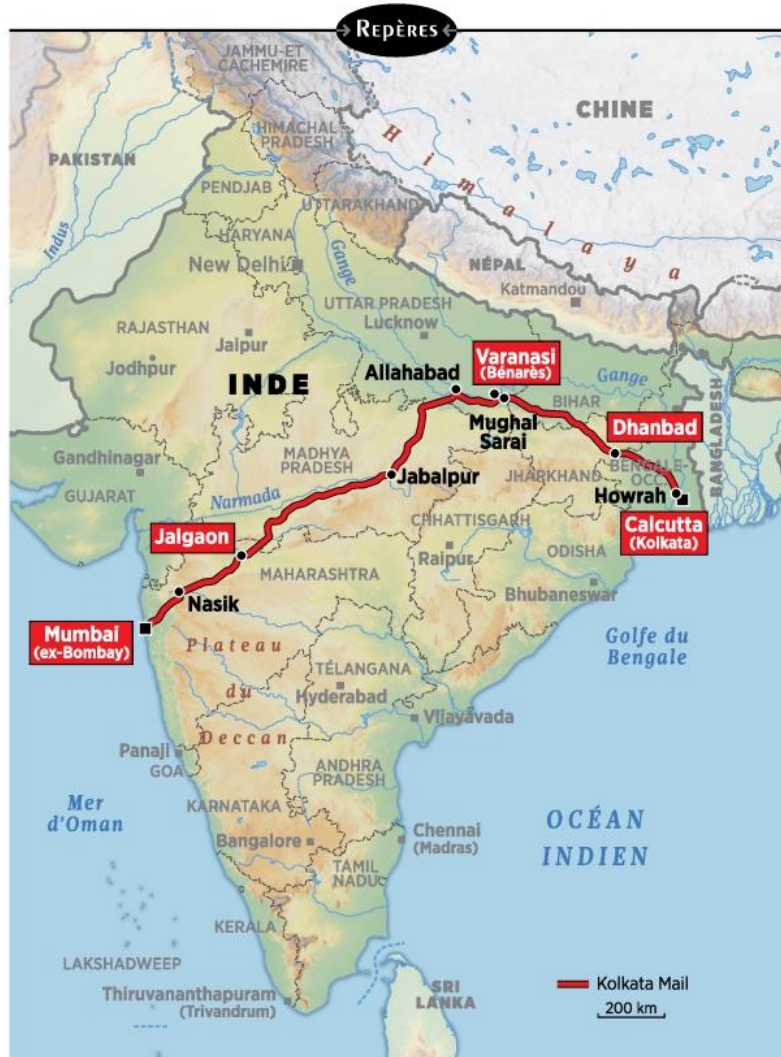 Repères
JAMMU-ET
CACHEMIRE
CHINE
HIMACHAL
PRADESH
Himalaya
PAKISTAN
PENDJAB
UTTARAKHAND
Indus
HARYANA
Gange
New Delhi
NÉPAL
Katmandou
UTTAR PRADESH
Lucknow
RAJASTHAN
Jaipur
Jodhpur
INDE
Allahabad
Varanasi
(Bénarès)
Gange
BIHAR
Mughal
Sarai
BANGLADESH
Dhanbad
MADHYA
PRADESH
Gandhinagar
GUJARAT
Narmada
Jabalpur
JHARKHAND
BENGALE-
OCC.
Howrah
Calcutta
(Kolkata)
Jalgaon
CHHATTISGARH
Raipur
ODISHA
MAHARASHTRA
Bhubaneswar
Nasik
Mumbai
(ex-Bombay)
Plateau
du
Deccan
Golfe du
Bengale
TÉLANGANA
Hyderabad
Vijayavada
Panaji
GOA
ANDHRA
PRADESH
Mer
d'Oman
KARNATAKA
OCÉAN
INDIEN
Bangalore
Chennai
(Madras)
TAMIL
NADU
KERALA
LAKSHADWEEP
Thiruvananthapuram
(Trivandrum)
SRI
LANKA
Kolkata Mail
200 km